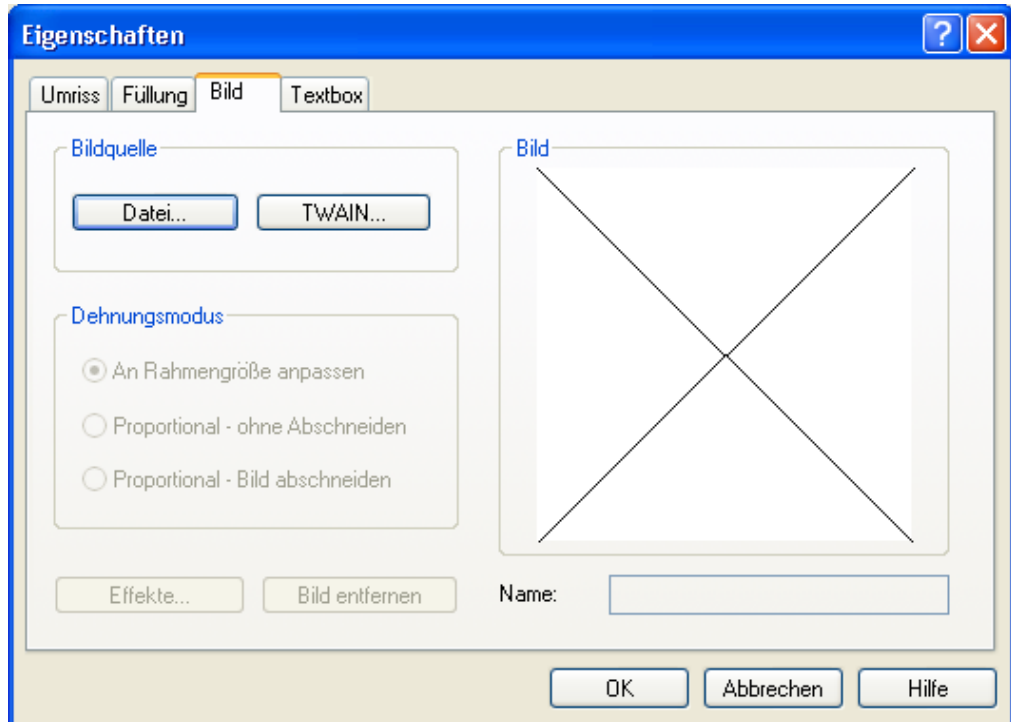 Eigenschaften
?
Umriss Füllung Bild Textbox
Bildquelle
Datei... TWAIN...
Bild
Dehnungsmodus
An Rahmengröße anpassen
Proportional - ohne Abschneiden
Proportional - Bild abschneiden
Effekte... Bild entfernen
Name:
OK Abbrechen Hilfe